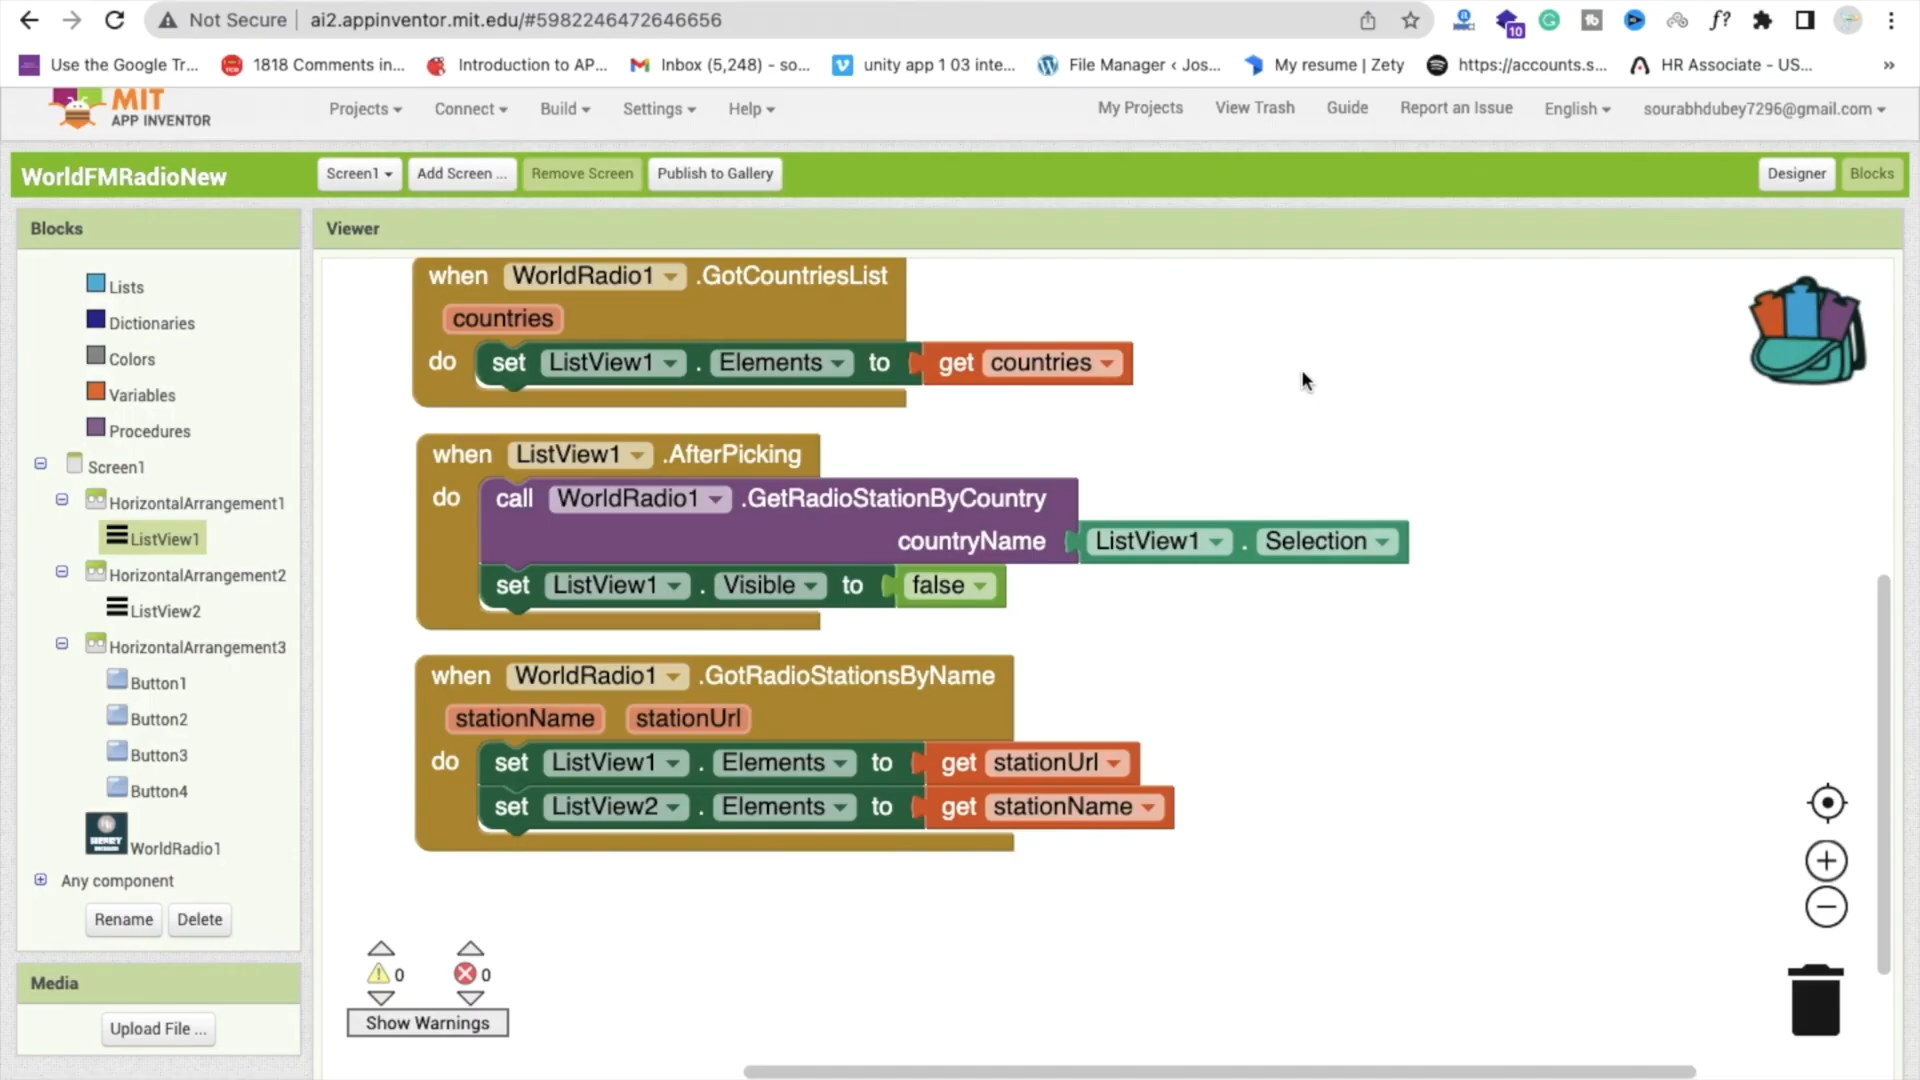 Not Secure | ai2.appinventor.mit.edu/#5982246472646656
10
Use the Google Tr...
1818 Comments in...
Introduction to AP...
Inbox (5,248) - so...
unity app 1 03 inte...
File Manager ‹ Jos...
My resume | Zety
https://accounts.s...
HR Associate - US...
»
MIT
APP INVENTOR
Projects
Connect
Build
Settings
Help
My Projects
View Trash
Guide
Report an Issue
English
sourabhdubey7296@gmail.com
WorldFMRadioNew
Screen1
Add Screen ...
Remove Screen
Publish to Gallery
Designer
Blocks
Blocks
Viewer
Lists
Dictionaries
Colors
Variables
Procedures
Screen1
HorizontalArrangement1
ListView1
HorizontalArrangement2
ListView2
HorizontalArrangement3
Button1
Button2
Button3
Button4
WorldRadio1
Any component
Rename
Delete
Media
Upload File ...
when WorldRadio1 .GotCountriesList
countries
do set ListView1 . Elements to get countries
when ListView1 .AfterPicking
do call WorldRadio1 .GetRadioStationByCountry
countryName ListView1 . Selection
set ListView1 . Visible to false
when WorldRadio1 .GotRadioStationsByName
stationName stationUrl
do set ListView1 . Elements to get stationUrl
set ListView2 . Elements to get stationName
0
0
Show Warnings